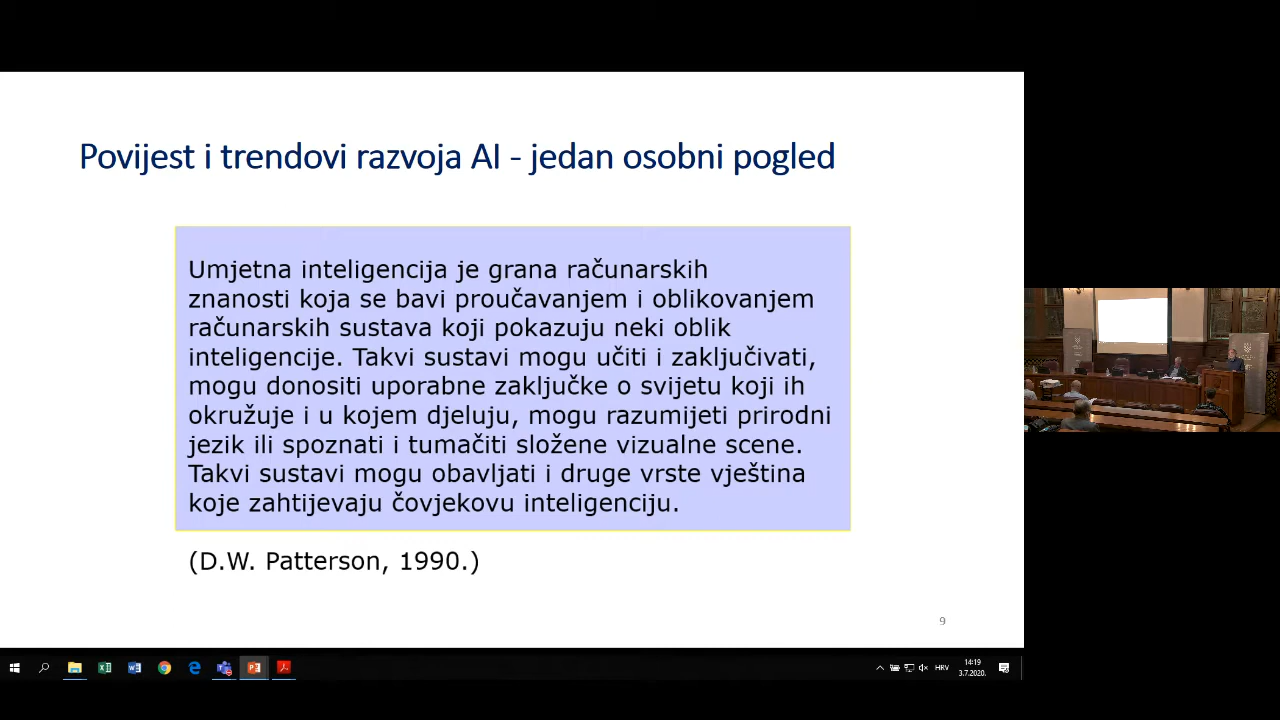 Povijest i trendovi razvoja AI - jedan osobni pogled
Umjetna inteligencija je grana računarskih
znanosti koja se bavi proučavanjem i oblikovanjem
računarskih sustava koji pokazuju neki oblik
inteligencije. Takvi sustavi mogu učiti i zaključivati,
mogu donositi uporabne zaključke o svijetu koji ih
okružuje i u kojem djeluju, mogu razumijeti prirodni
jezik ili spoznati i tumačiti složene vizualne scene.
Takvi sustavi mogu obavljati i druge vrste vještina
koje zahtijevaju čovjekovu inteligenciju.
(D.W. Patterson, 1990.)
9
HRV
14:19
3.7.2020.